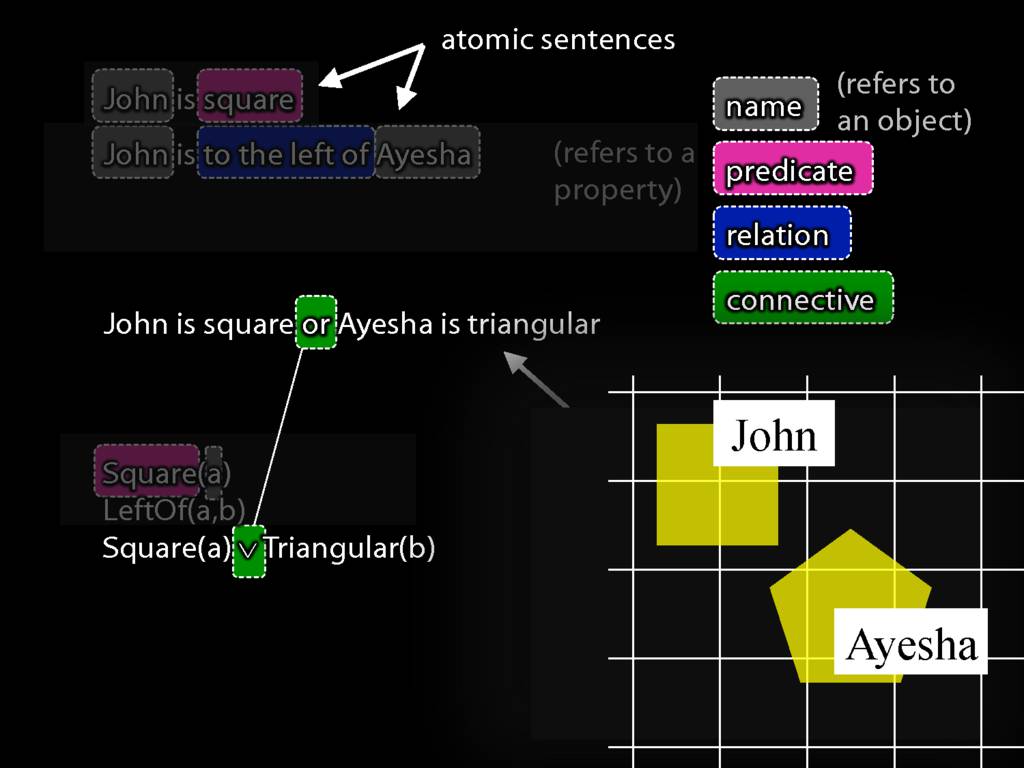 atomic sentences
John is square
John is to the left of Ayesha
(refers to a
property)
name
(refers to
an object)
predicate
relation
connective
John is square or Ayesha is triangular
Square(a)
LeftOf(a,b)
Square(a) ∨ Triangular(b)
John
Ayesha